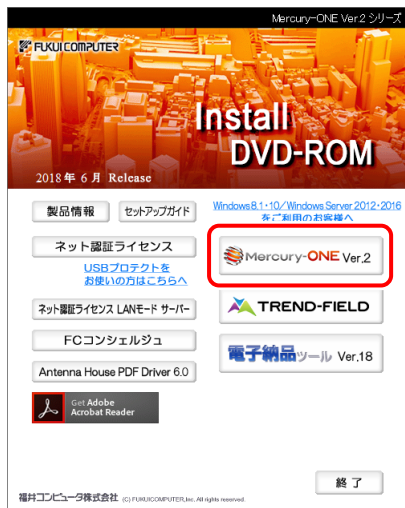 Mercury-ONE Ver.2 シリーズ
FUKUI COMPUTER
Install
DVD-ROM
2018年 6月 Release
製品情報
セットアップガイド
Windows8.1・10／Windows Server 2012・2016
をご利用のお客様へ
ネット認証ライセンス
USBプロテクトを
お使いの方はこちらへ
Mercury-ONE Ver.2
ネット認証ライセンス LANモード サーバー
TREND-FIELD
FCコンシェルジュ
電子納品ツール Ver.18
Antenna House PDF Driver 6.0
Get Adobe
Acrobat Reader
終了
福井コンピュータ株式会社 (C) FUKUICOMPUTER,Inc. All rights reserved.